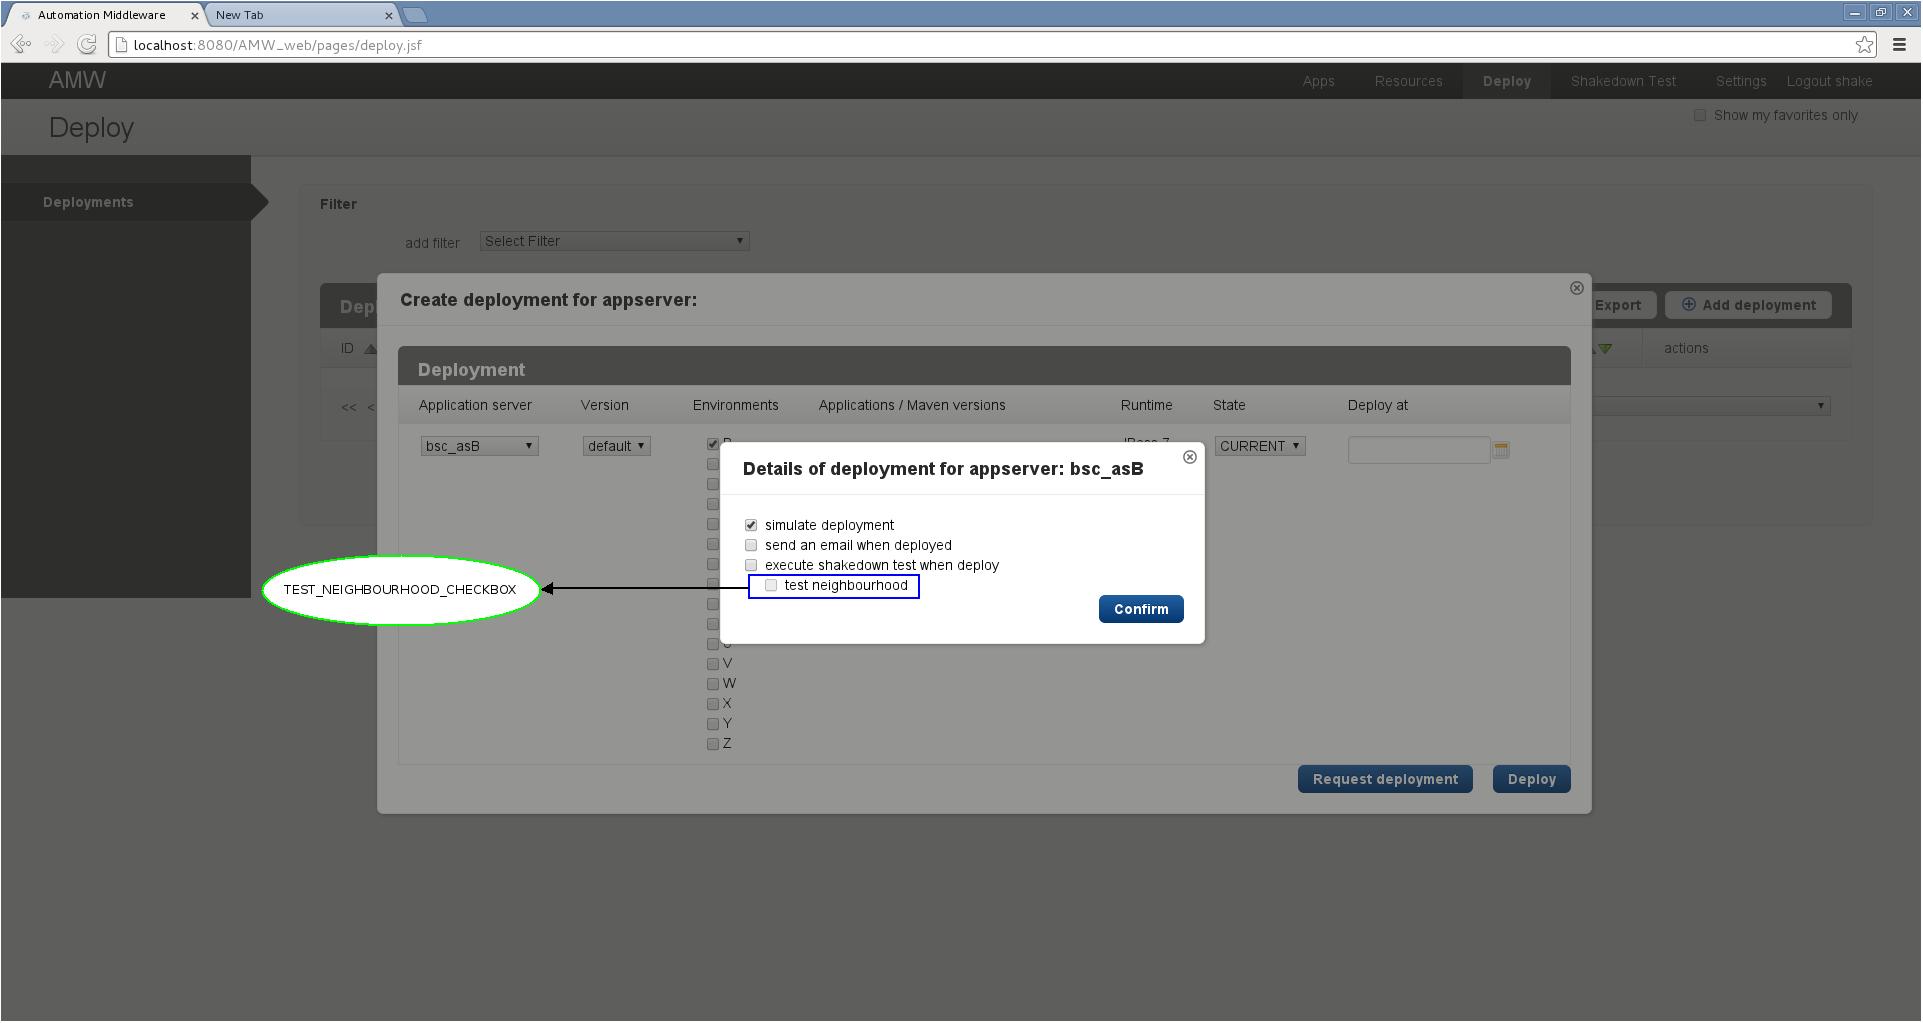 Automation Middleware
New Tab
localhost:8080/AMW_web/pages/deploy.jsf
AMW
Apps
Resources
Deploy
Shakedown Test
Settings
Logout shake
Deploy
Show my favorites only
Deployments
Filter
add filter
Select Filter
Export
Add deployment
ID
actions
<< <
Create deployment for appserver:
Deployment
Application server
Version
Environments
Applications / Maven versions
Runtime
State
Deploy at
bsc_asB
default
CURRENT
Details of deployment for appserver: bsc_asB
simulate deployment
send an email when deployed
execute shakedown test when deploy
test neighbourhood
Confirm
TEST_NEIGHBOURHOOD_CHECKBOX
V
W
X
Y
Z
Request deployment
Deploy